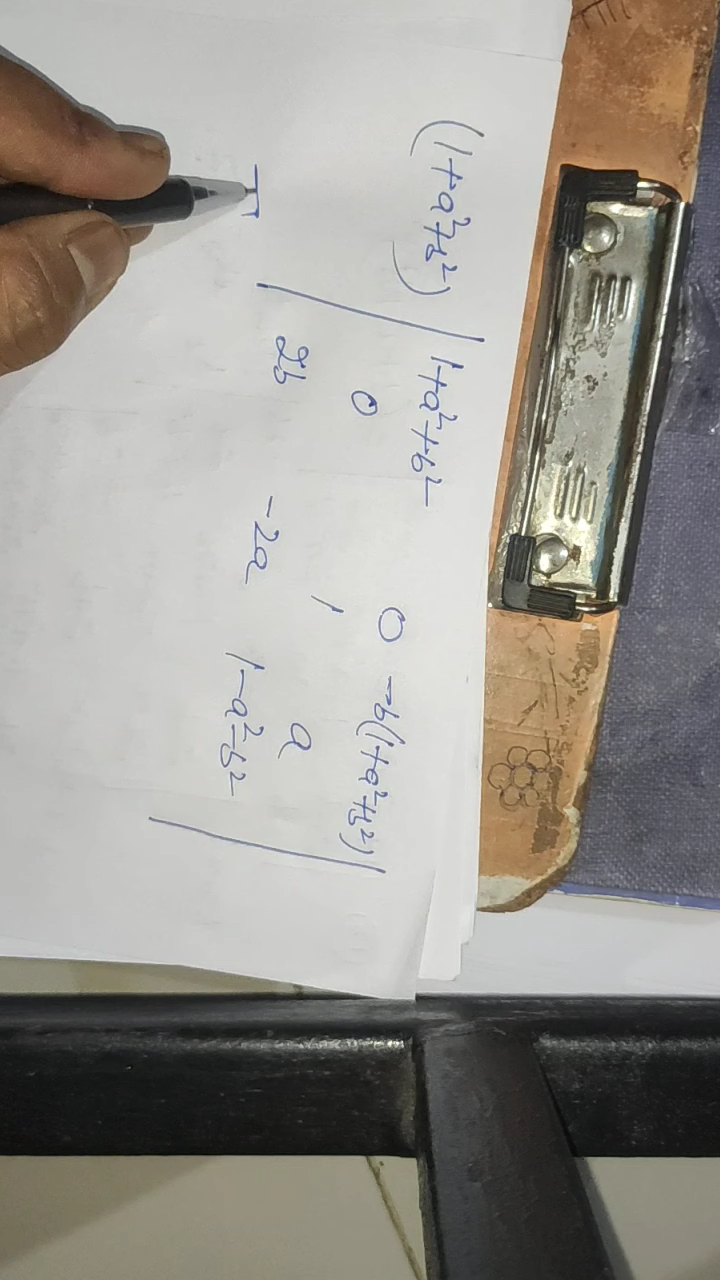 (1+a²+b²) | 1+a²+b² 0 -b(1+a²+b²) |
0 1 a
2b -2a 1-a²-b²